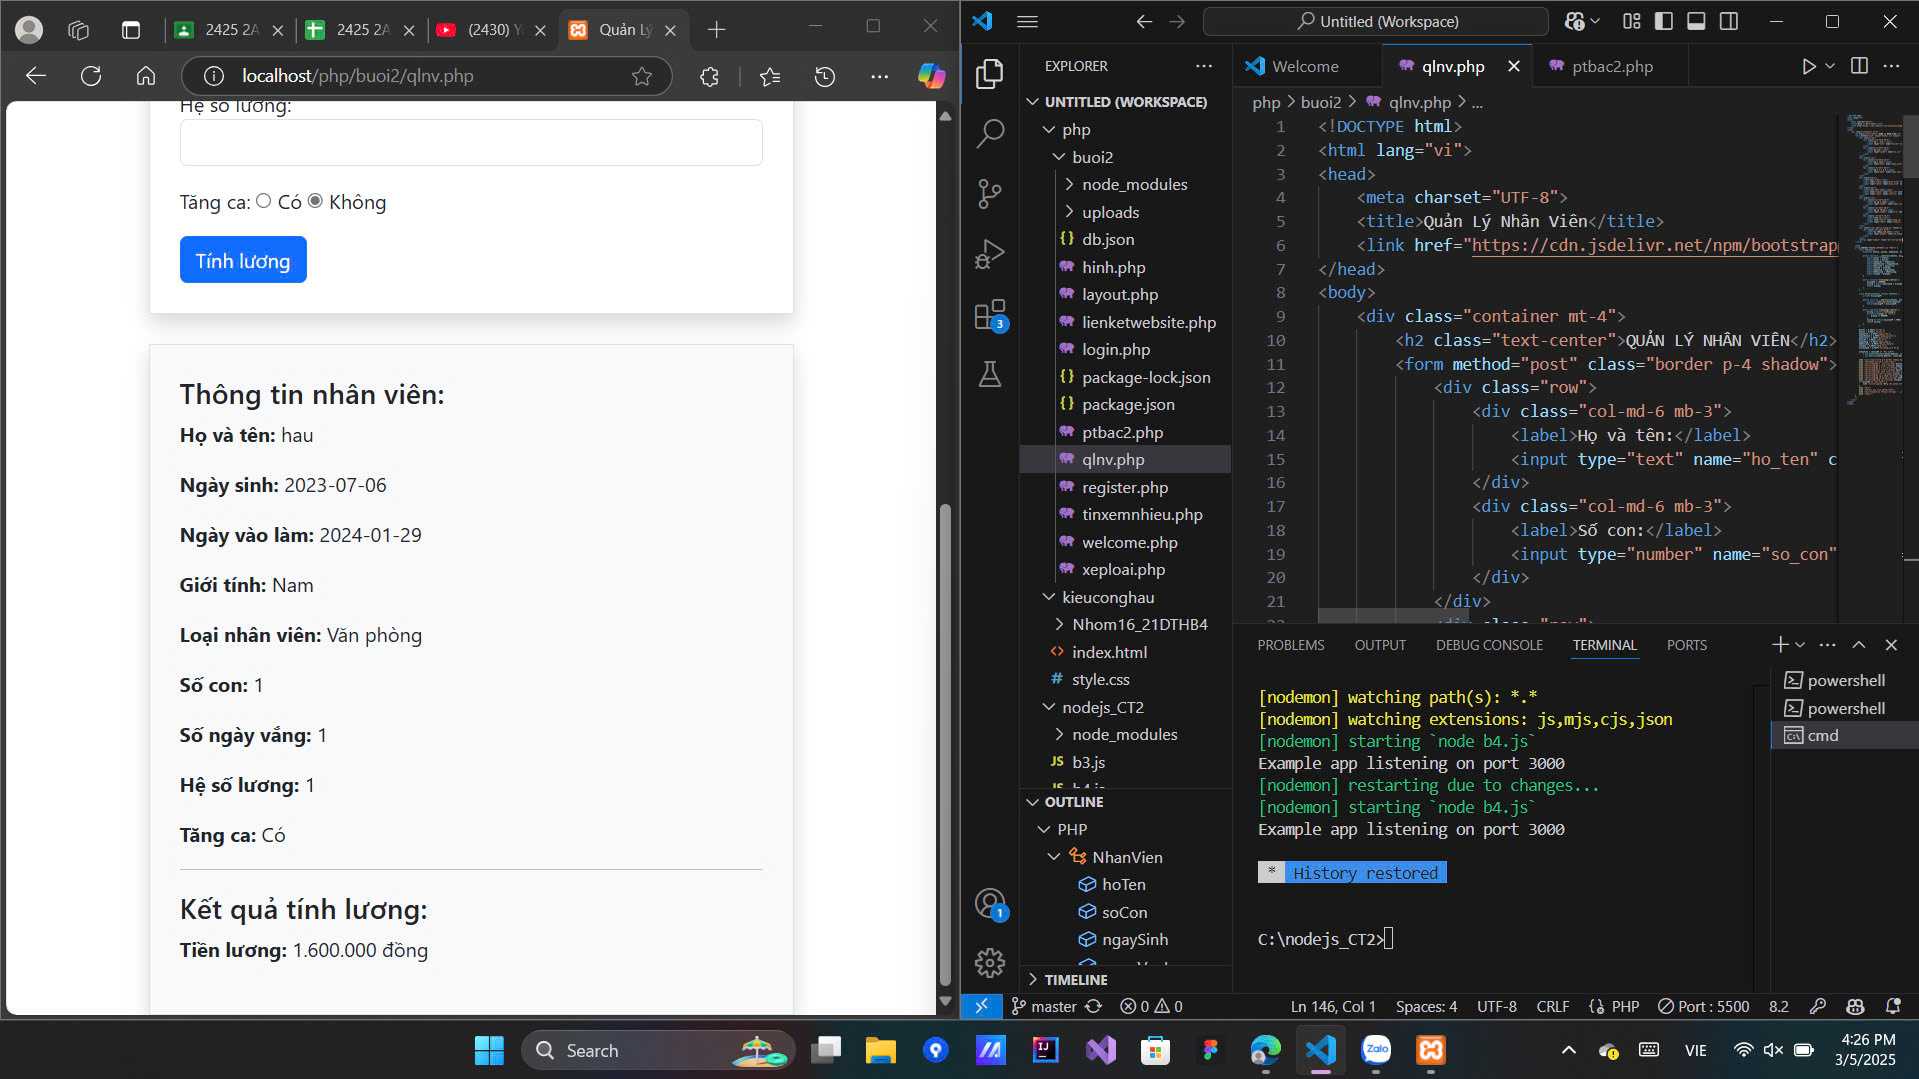 2425 2A
2425 2A
(2430) Y
Quản Lý
localhost/php/buoi2/qlnv.php
Hệ số lương:
Tăng ca: Có Không
Tính lương
Thông tin nhân viên:
Họ và tên: hau
Ngày sinh: 2023-07-06
Ngày vào làm: 2024-01-29
Giới tính: Nam
Loại nhân viên: Văn phòng
Số con: 1
Số ngày vắng: 1
Hệ số lương: 1
Tăng ca: Có
Kết quả tính lương:
Tiền lương: 1.600.000 đồng
Untitled (Workspace)
EXPLORER
UNTITLED (WORKSPACE)
php
buoi2
node_modules
uploads
{} db.json
hinh.php
layout.php
lienketwebsite.php
login.php
{} package-lock.json
{} package.json
ptbac2.php
qlnv.php
register.php
tinxemnhieu.php
welcome.php
xeploai.php
kieuconghau
Nhom16_21DTHB4
<> index.html
# style.css
nodejs_CT2
node_modules
JS b3.js
JS b4.js
OUTLINE
PHP
NhanVien
hoTen
soCon
ngaySinh
TIMELINE
3
1
Welcome
qlnv.php
ptbac2.php
php > buoi2 > qlnv.php > ...
1 <!DOCTYPE html>
2 <html lang="vi">
3 <head>
4 <meta charset="UTF-8">
5 <title>Quản Lý Nhân Viên</title>
6 <link href="https://cdn.jsdelivr.net/npm/bootstrap
7 </head>
8 <body>
9 <div class="container mt-4">
10 <h2 class="text-center">QUẢN LÝ NHÂN VIÊN</h2>
11 <form method="post" class="border p-4 shadow">
12 <div class="row">
13 <div class="col-md-6 mb-3">
14 <label>Họ và tên:</label>
15 <input type="text" name="ho_ten" c
16 </div>
17 <div class="col-md-6 mb-3">
18 <label>Số con:</label>
19 <input type="number" name="so_con"
20 </div>
21 </div>
22 <div class="row">
PROBLEMS OUTPUT DEBUG CONSOLE TERMINAL PORTS
[nodemon] watching path(s): *.*
[nodemon] watching extensions: js,mjs,cjs,json
[nodemon] starting `node b4.js`
Example app listening on port 3000
[nodemon] restarting due to changes...
[nodemon] starting `node b4.js`
Example app listening on port 3000
* History restored
C:\nodejs_CT2>
powershell
powershell
cmd
master 0 0 Ln 146, Col 1 Spaces: 4 UTF-8 CRLF {} PHP Port : 5500 8.2
Search
Zalo
VIE
4:26 PM
3/5/2025